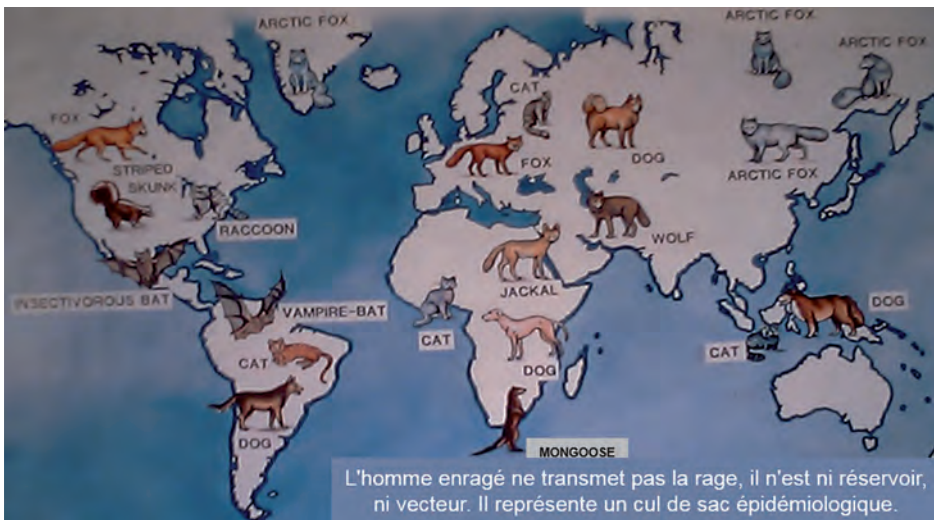 ARCTIC FOX
ARCTIC FOX
ARCTIC FOX
FOX
STRIPED
SKUNK
RACCOON
CAT
DOG
FOX
ARCTIC FOX
WOLF
INSECTIVOROUS BAT
VAMPIRE-BAT
JACKAL
DOG
CAT
CAT
CAT
DOG
DOG
MONGOOSE
L'homme enragé ne transmet pas la rage, il n'est ni réservoir,
ni vecteur. Il représente un cul de sac épidémiologique.